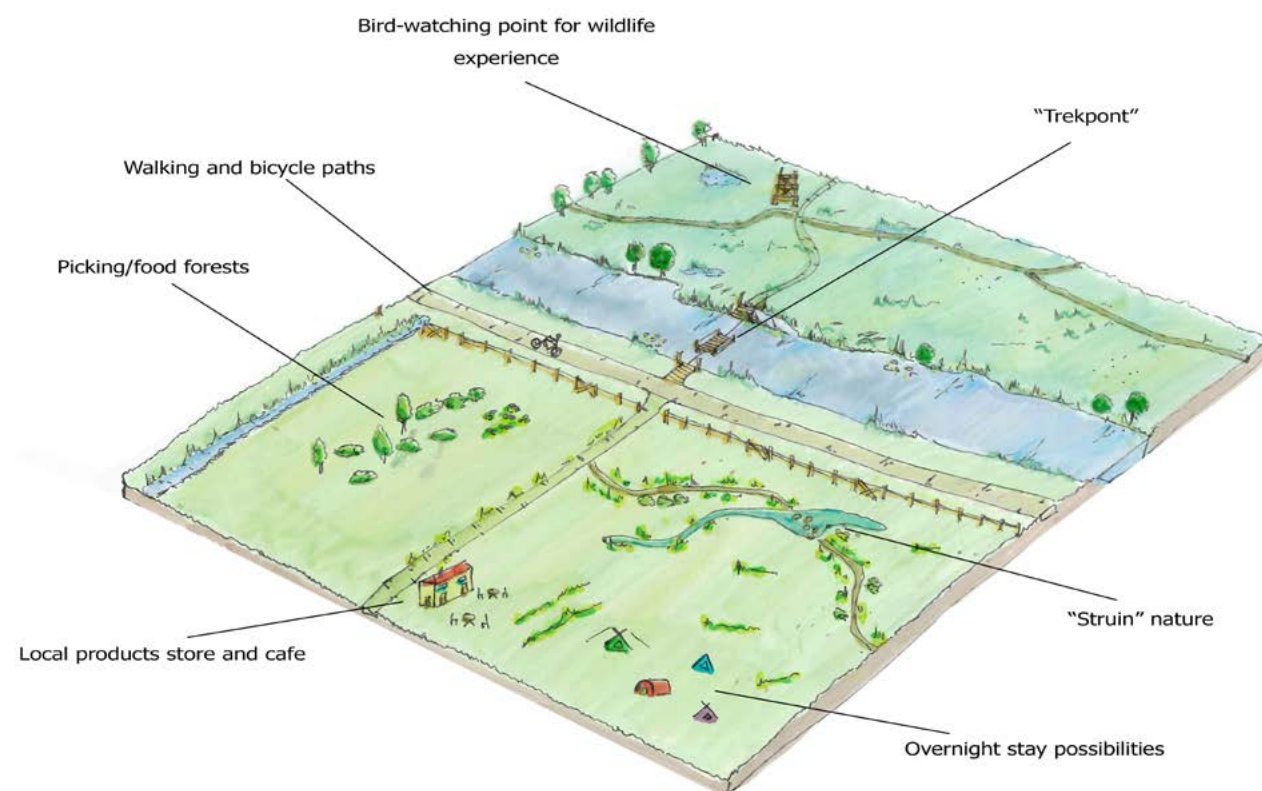 Bird-watching point for wildlife
experience
“Trekpont”
Walking and bicycle paths
Picking/food forests
“Struin” nature
Local products store and cafe
Overnight stay possibilities